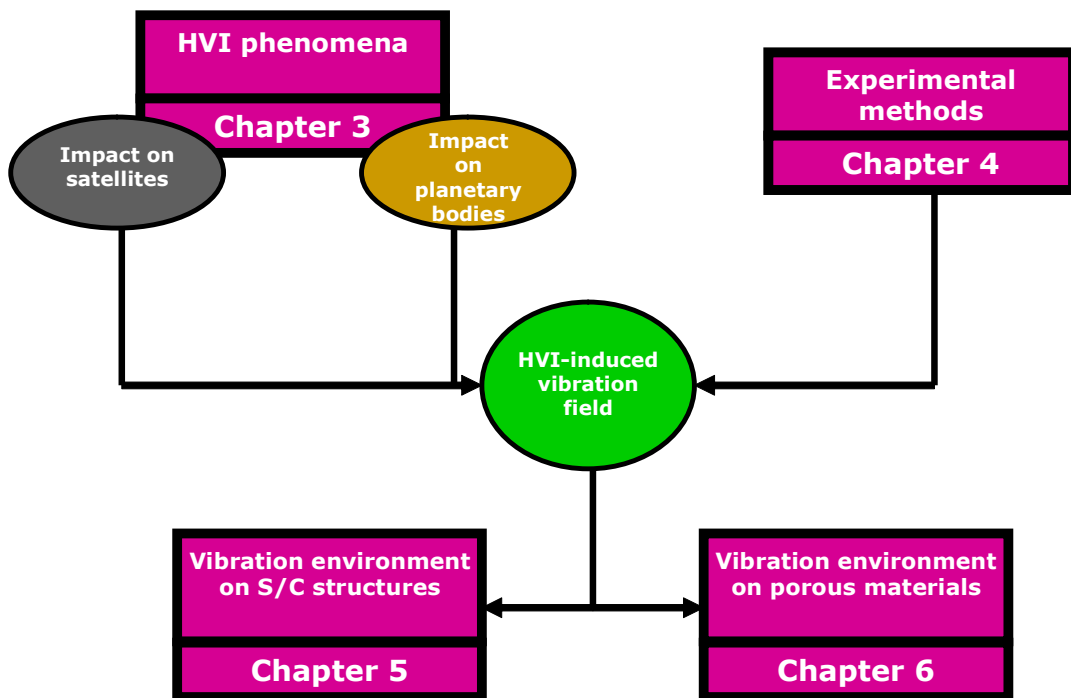 HVI phenomena
Chapter 3
Impact on
satellites
Impact
on
planetary
bodies
Experimental
methods
Chapter 4
HVI-induced
vibration
field
Vibration environment
on S/C structures
Chapter 5
Vibration environment
on porous materials
Chapter 6